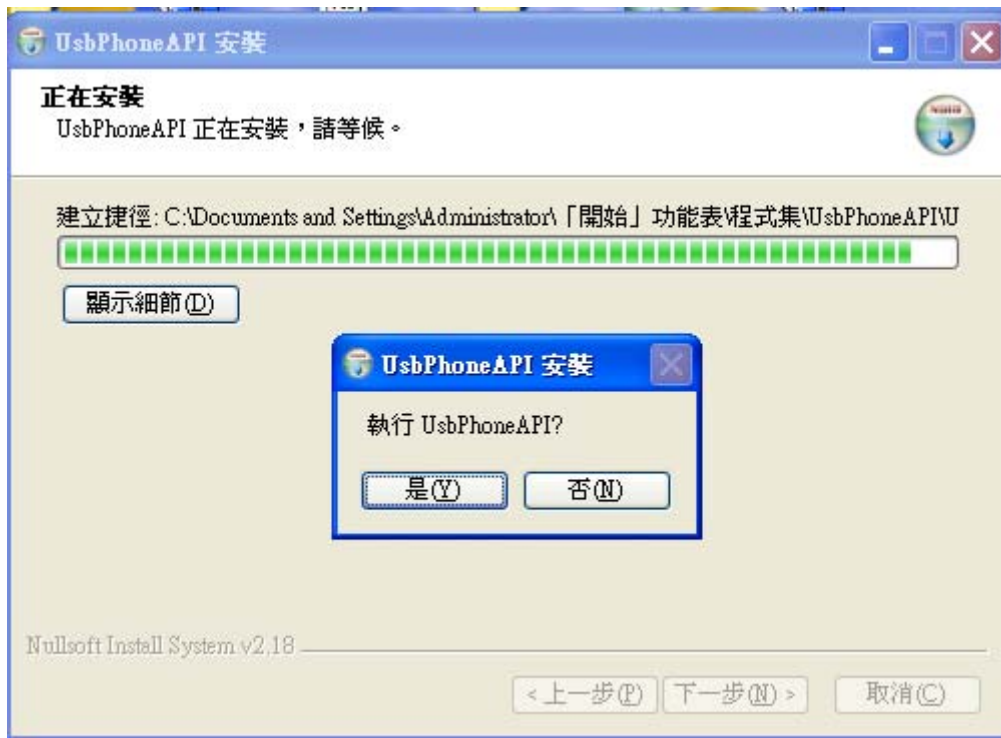 UsbPhoneAPI 安裝
正在安裝
UsbPhoneAPI 正在安裝，請等候。
建立捷徑: C:\Documents and Settings\Administrator\「開始」功能表\程式集\UsbPhoneAPI\U
顯示細節(D)
UsbPhoneAPI 安裝
執行 UsbPhoneAPI?
是(Y) 否(N)
Nullsoft Install System v2.18
< 上一步(P) 下一步(N) > 取消(C)